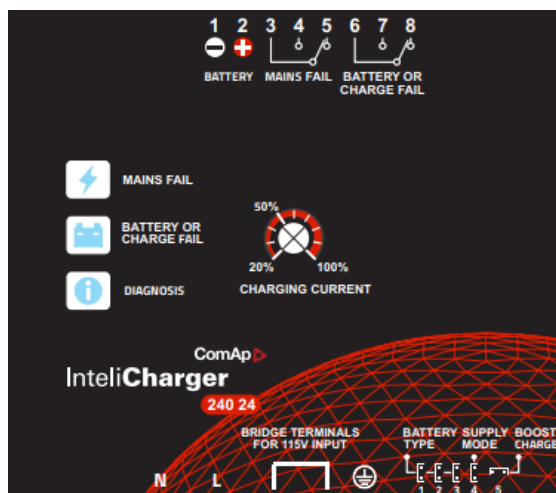 1 2 3 4 5 6 7 8
BATTERY MAINS FAIL BATTERY OR
CHARGE FAIL
MAINS FAIL
BATTERY OR
CHARGE FAIL
DIAGNOSIS
50%
20% 100%
CHARGING CURRENT
ComAp
InteliCharger
240 24
BRIDGE TERMINALS
FOR 115V INPUT
BATTERY
TYPE
SUPPLY
MODE
BOOST
CHARGE
N L
1 2 3 4 5